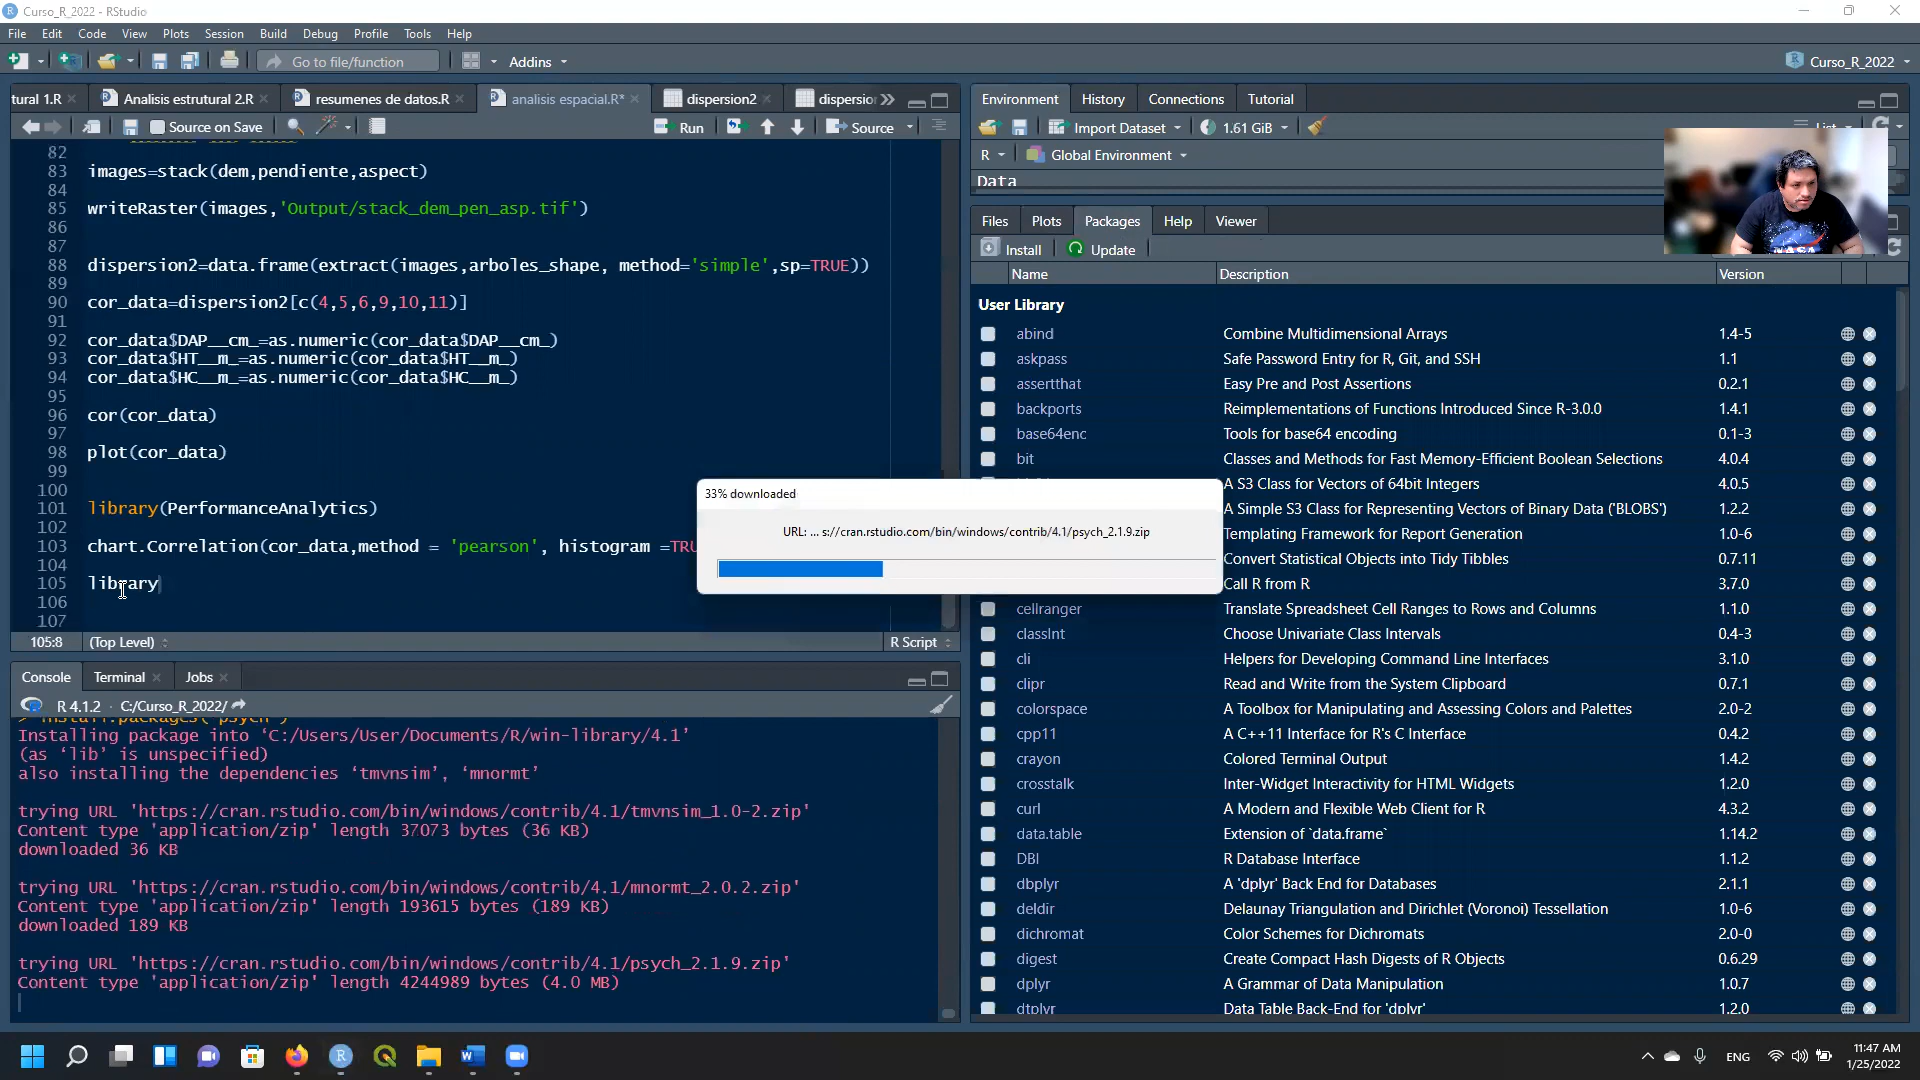 Curso_R_2022 - RStudio
File Edit Code View Plots Session Build Debug Profile Tools Help
Go to file/function
Addins
Curso_R_2022
tural 1.R
Analisis estrutural 2.R
resumenes de datos.R
analisis espacial.R*
dispersion2
dispersion
Source on Save
Run
Source
82
83 images=stack(dem,pendiente,aspect)
84
85 writeRaster(images,'Output/stack_dem_pen_asp.tif')
86
87
88 dispersion2=data.frame(extract(images,arboles_shape, method='simple',sp=TRUE))
89
90 cor_data=dispersion2[c(4,5,6,9,10,11)]
91
92 cor_data$DAP__cm_=as.numeric(cor_data$DAP__cm_)
93 cor_data$HT__m_=as.numeric(cor_data$HT__m_)
94 cor_data$HC__m_=as.numeric(cor_data$HC__m_)
95
96 cor(cor_data)
97
98 plot(cor_data)
99
100
101 library(PerformanceAnalytics)
102
103 chart.Correlation(cor_data,method = 'pearson', histogram =TRU
104
105 library
106
107
105:8 (Top Level) R Script
Console Terminal Jobs
R 4.1.2 C:/Curso_R_2022/
> install.packages("psych")
Installing package into ‘C:/Users/User/Documents/R/win-library/4.1’
(as ‘lib’ is unspecified)
also installing the dependencies ‘tmvnsim’, ‘mnormt’
trying URL 'https://cran.rstudio.com/bin/windows/contrib/4.1/tmvnsim_1.0-2.zip'
Content type 'application/zip' length 37073 bytes (36 KB)
downloaded 36 KB
trying URL 'https://cran.rstudio.com/bin/windows/contrib/4.1/mnormt_2.0.2.zip'
Content type 'application/zip' length 193615 bytes (189 KB)
downloaded 189 KB
trying URL 'https://cran.rstudio.com/bin/windows/contrib/4.1/psych_2.1.9.zip'
Content type 'application/zip' length 4244989 bytes (4.0 MB)
33% downloaded
URL: ... s://cran.rstudio.com/bin/windows/contrib/4.1/psych_2.1.9.zip
Environment History Connections Tutorial
Import Dataset
1.61 GiB
List
R
Global Environment
Data
Files Plots Packages Help Viewer
Install Update
Name Description Version
User Library
abind Combine Multidimensional Arrays 1.4-5
askpass Safe Password Entry for R, Git, and SSH 1.1
assertthat Easy Pre and Post Assertions 0.2.1
backports Reimplementations of Functions Introduced Since R-3.0.0 1.4.1
base64enc Tools for base64 encoding 0.1-3
bit Classes and Methods for Fast Memory-Efficient Boolean Selections 4.0.4
A S3 Class for Vectors of 64bit Integers 4.0.5
A Simple S3 Class for Representing Vectors of Binary Data ('BLOBS') 1.2.2
Templating Framework for Report Generation 1.0-6
Convert Statistical Objects into Tidy Tibbles 0.7.11
Call R from R 3.7.0
cellranger Translate Spreadsheet Cell Ranges to Rows and Columns 1.1.0
classInt Choose Univariate Class Intervals 0.4-3
cli Helpers for Developing Command Line Interfaces 3.1.0
clipr Read and Write from the System Clipboard 0.7.1
colorspace A Toolbox for Manipulating and Assessing Colors and Palettes 2.0-2
cpp11 A C++11 Interface for R's C Interface 0.4.2
crayon Colored Terminal Output 1.4.2
crosstalk Inter-Widget Interactivity for HTML Widgets 1.2.0
curl A Modern and Flexible Web Client for R 4.3.2
data.table Extension of `data.frame` 1.14.2
DBI R Database Interface 1.1.2
dbplyr A 'dplyr' Back End for Databases 2.1.1
deldir Delaunay Triangulation and Dirichlet (Voronoi) Tessellation 1.0-6
dichromat Color Schemes for Dichromats 2.0-0
digest Create Compact Hash Digests of R Objects 0.6.29
dplyr A Grammar of Data Manipulation 1.0.7
dtplyr Data Table Back-End for 'dplyr' 1.2.0
NASA
ENG
11:47 AM
1/25/2022